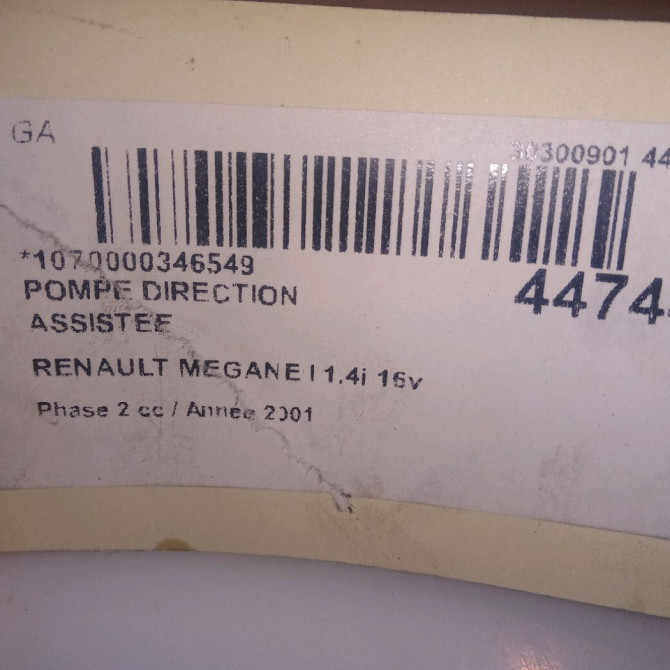 GA
30300901 44
*1070000346549
4474
POMPE DIRECTION
ASSISTEE
RENAULT MEGANE I 1.4i 16v
Phase 2 cc / Année 2001